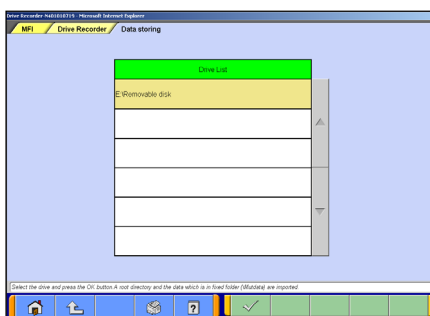 Drive Recorder N401010719 - Microsoft Internet Explorer
MFI Drive Recorder Data storing
Drive List
E:\Removable disk
Select the drive and press the OK button.A root directory and the data which is in fixed folder (Mutdata) are imported.
?